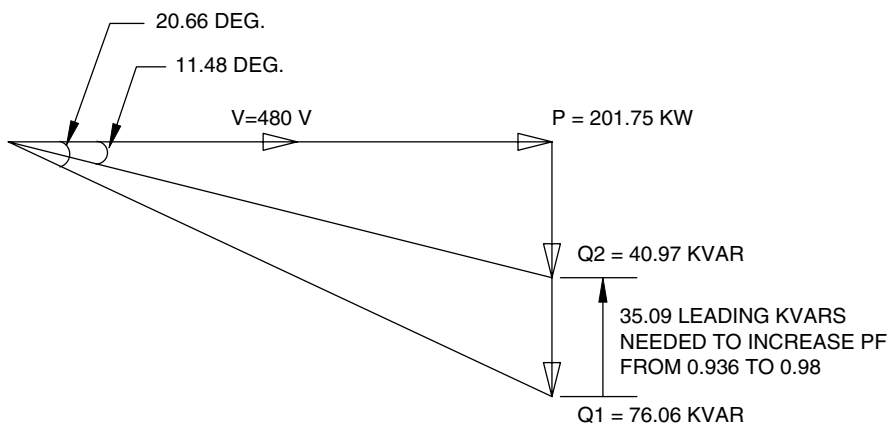 20.66 DEG.
11.48 DEG.
V=480 V
P = 201.75 KW
Q2 = 40.97 KVAR
35.09 LEADING KVARS
NEEDED TO INCREASE PF
FROM 0.936 TO 0.98
Q1 = 76.06 KVAR